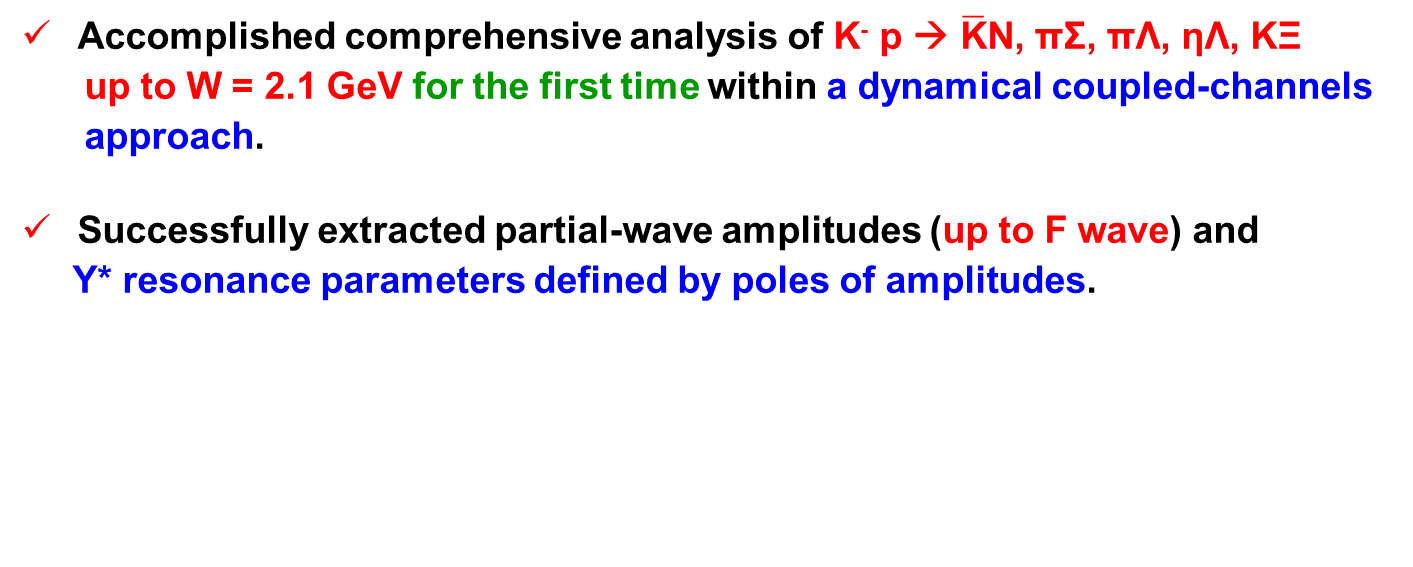 ✓ Accomplished comprehensive analysis of K⁻ p → K̅N, πΣ, πΛ, ηΛ, KΞ
up to W = 2.1 GeV for the first time within a dynamical coupled-channels
approach.
✓ Successfully extracted partial-wave amplitudes (up to F wave) and
Y* resonance parameters defined by poles of amplitudes.